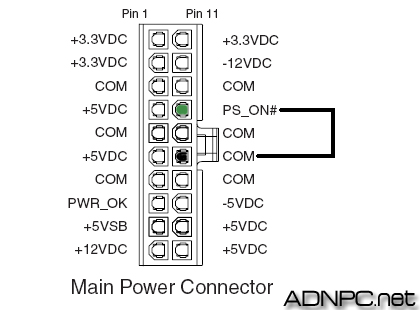 Pin 1 Pin 11
+3.3VDC +3.3VDC
+3.3VDC -12VDC
COM COM
+5VDC PS_ON#
COM COM
+5VDC COM
COM COM
PWR_OK -5VDC
+5VSB +5VDC
+12VDC +5VDC
Main Power Connector
ADNPC.net